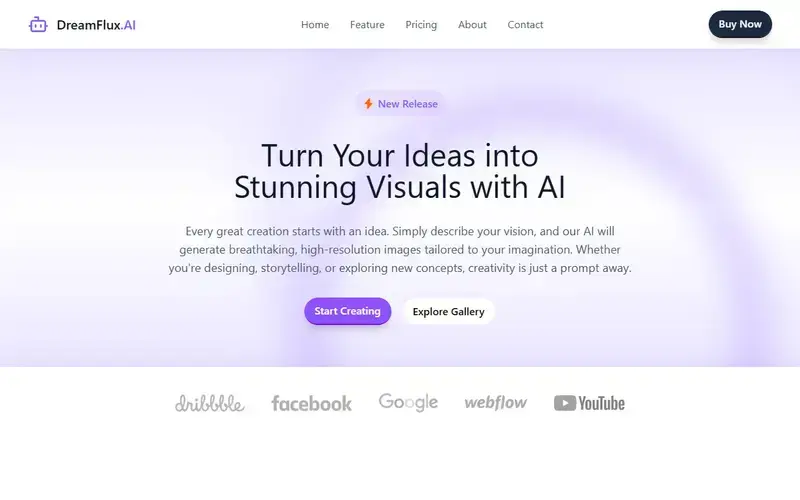 DreamFlux.AI
Home Feature Pricing About Contact
Buy Now
New Release
Turn Your Ideas into
Stunning Visuals with AI
Every great creation starts with an idea. Simply describe your vision, and our AI will
generate breathtaking, high-resolution images tailored to your imagination. Whether
you're designing, storytelling, or exploring new concepts, creativity is just a prompt away.
Start Creating Explore Gallery
dribbble facebook Google webflow YouTube